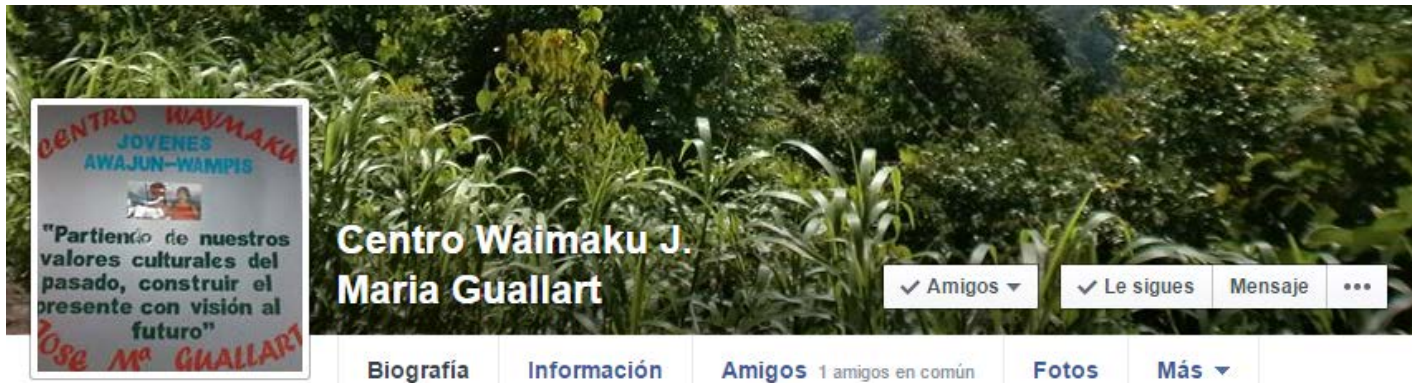 CENTRO WAYMAKU
JOVENES
AWAJUN-WAMPIS
"Partiendo de nuestros
valores culturales del
pasado, construir el
presente con visión al
futuro"
JOSE Mª GUALLART
Centro Waimaku J.
Maria Guallart
Amigos
Le sigues Mensaje
Biografía Información Amigos 1 amigos en común Fotos Más